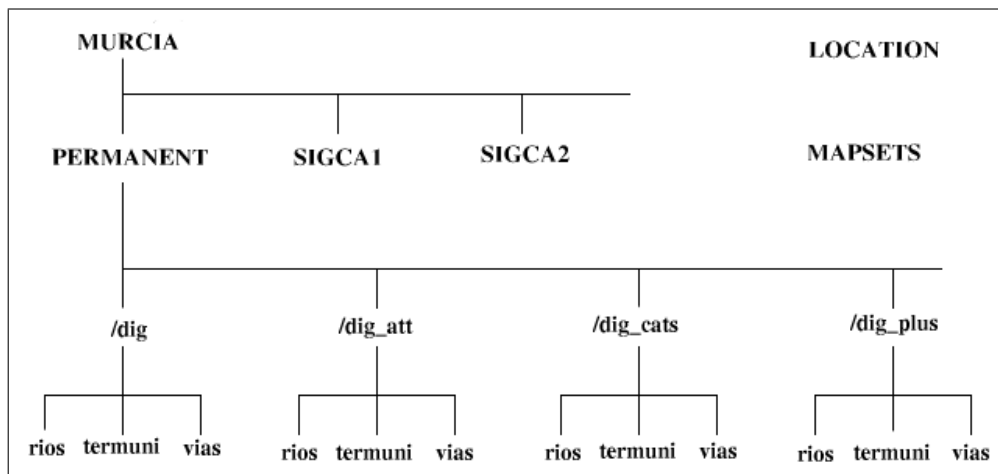 MURCIA
LOCATION
PERMANENT SIGCA1 SIGCA2 MAPSETS
/dig /dig_att /dig_cats /dig_plus
rios termuni vias rios termuni vias rios termuni vias rios termuni vias